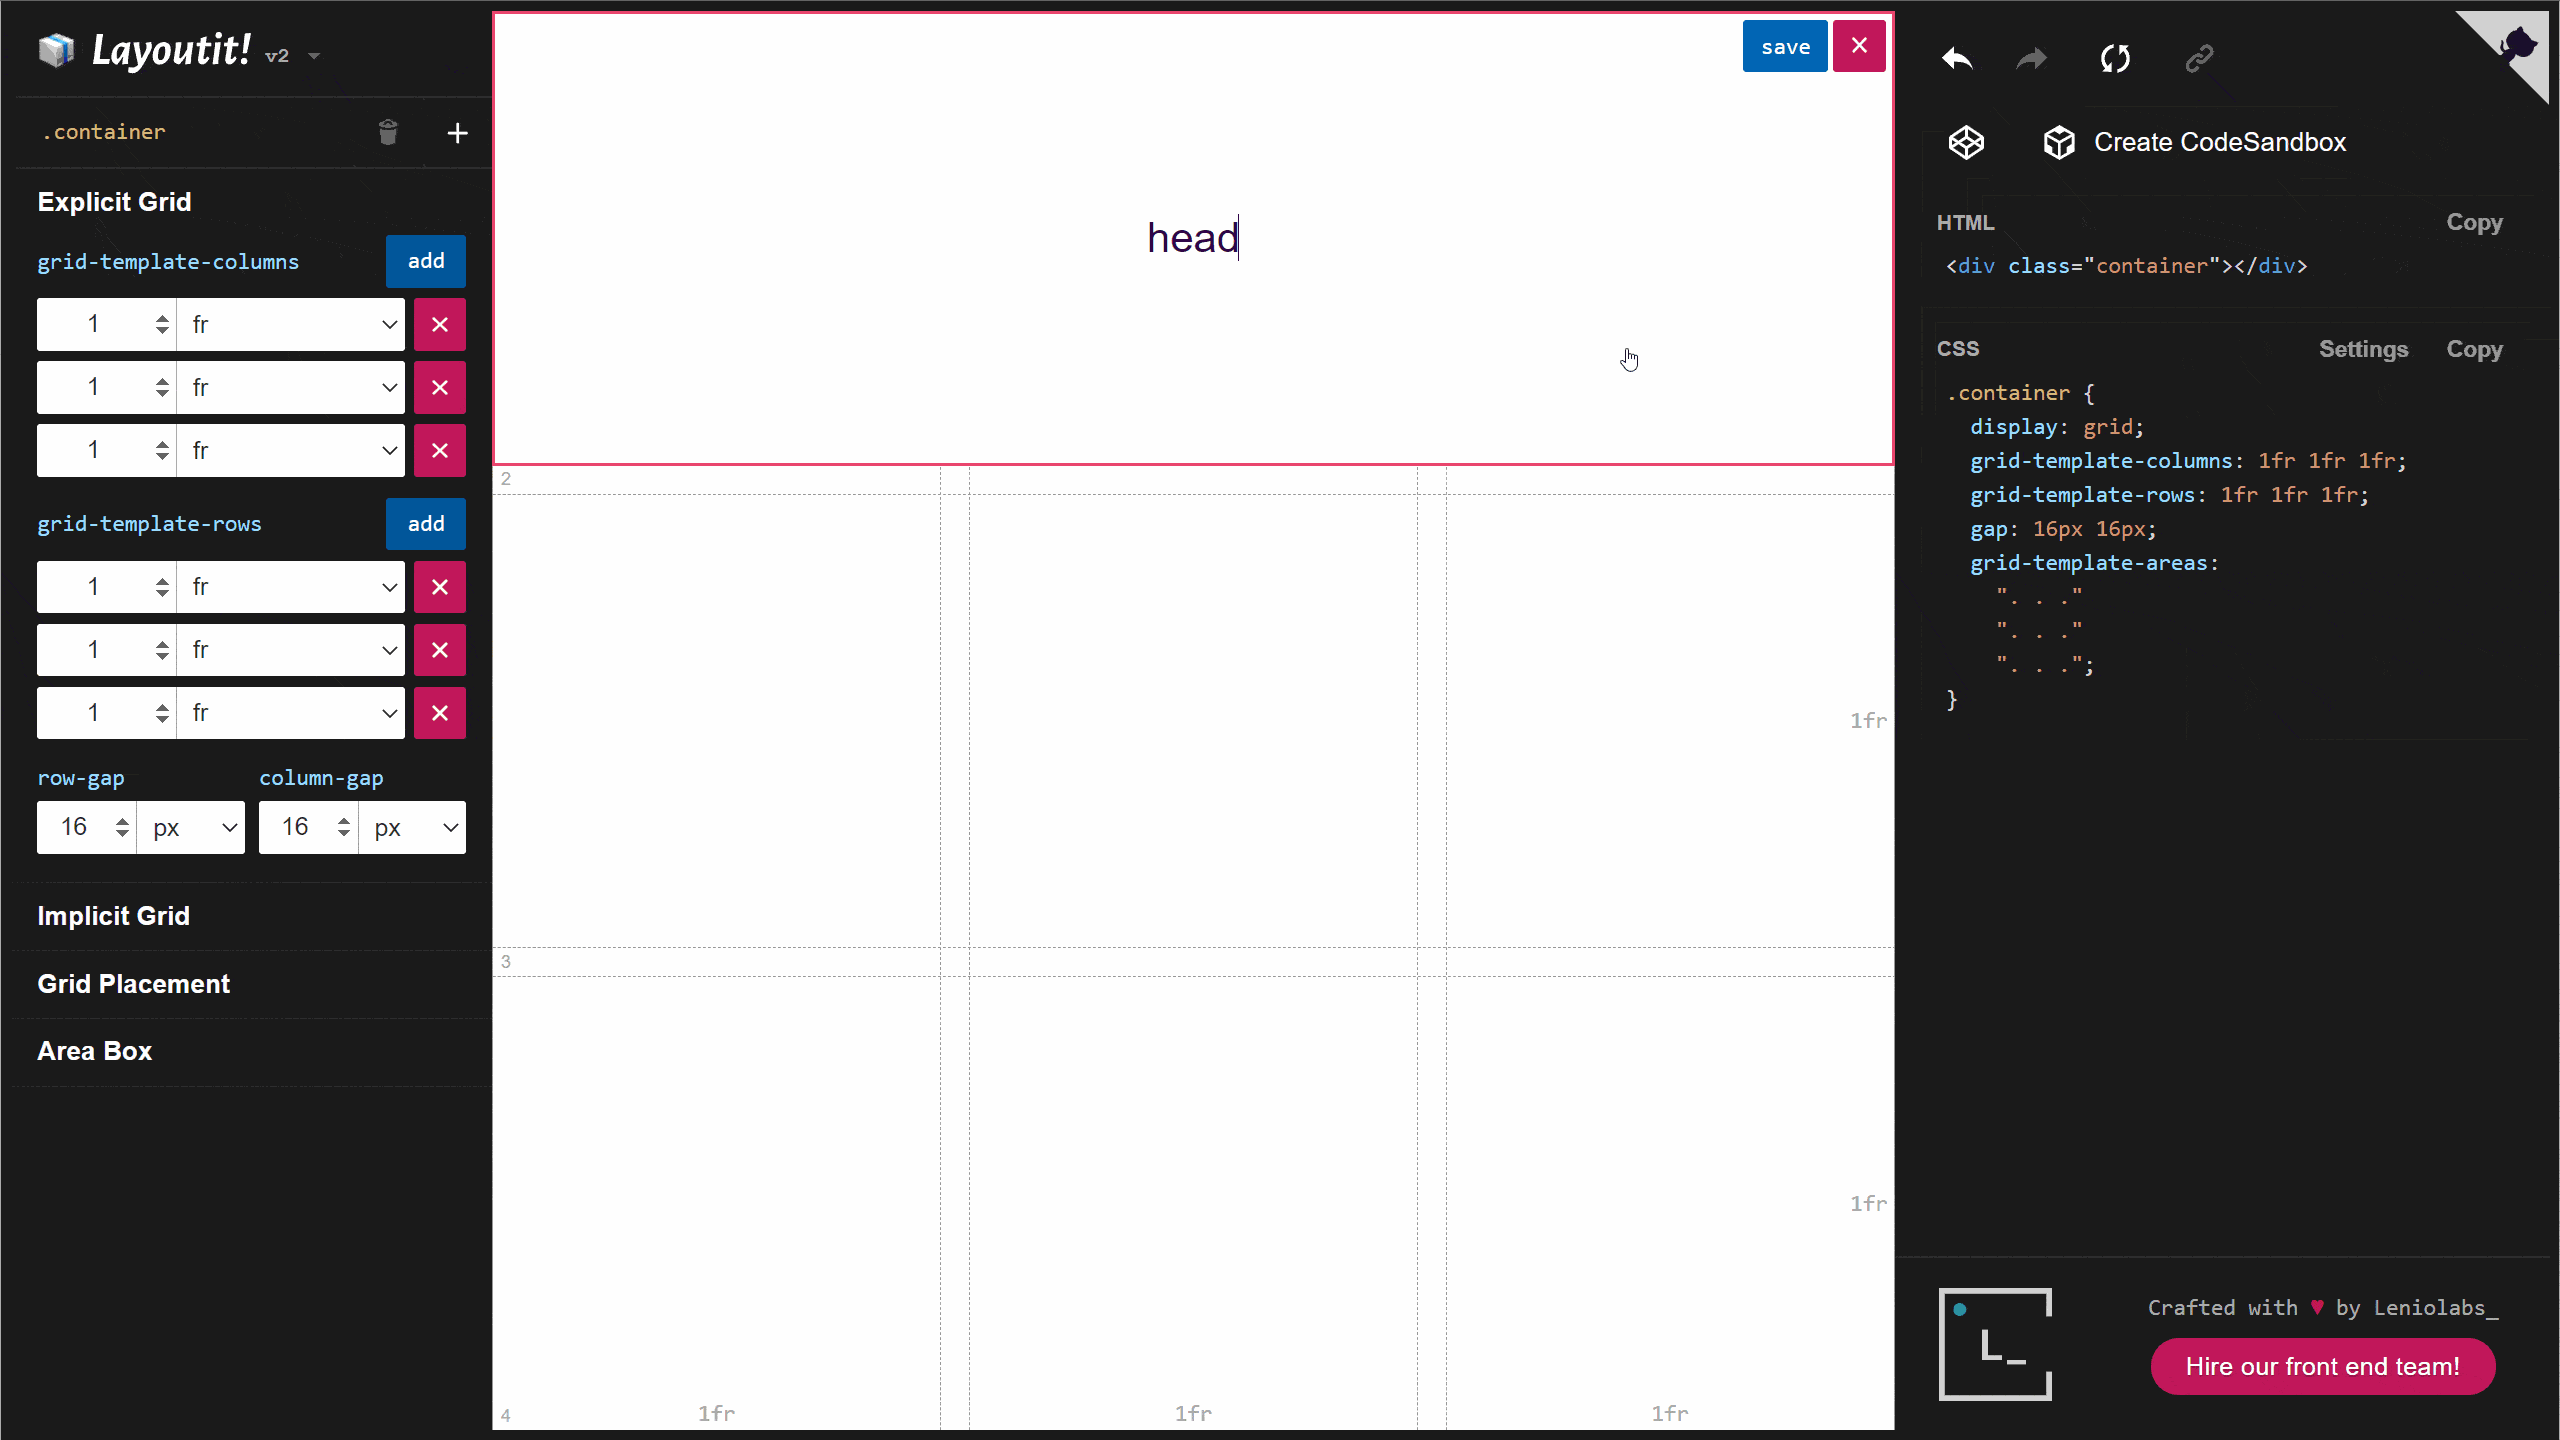 Layoutit! v2
.container
Explicit Grid
grid-template-columns add
1 fr
1 fr
1 fr
grid-template-rows add
1 fr
1 fr
1 fr
row-gap column-gap
16 px 16 px
Implicit Grid
Grid Placement
Area Box
save
head
2
1fr
3
1fr
4 1fr 1fr 1fr
Create CodeSandbox
HTML Copy
<div class="container"></div>
CSS Settings Copy
.container {
display: grid;
grid-template-columns: 1fr 1fr 1fr;
grid-template-rows: 1fr 1fr 1fr;
gap: 16px 16px;
grid-template-areas:
". . ."
". . ."
". . .";
}
L_
Crafted with ♥ by Leniolabs_
Hire our front end team!